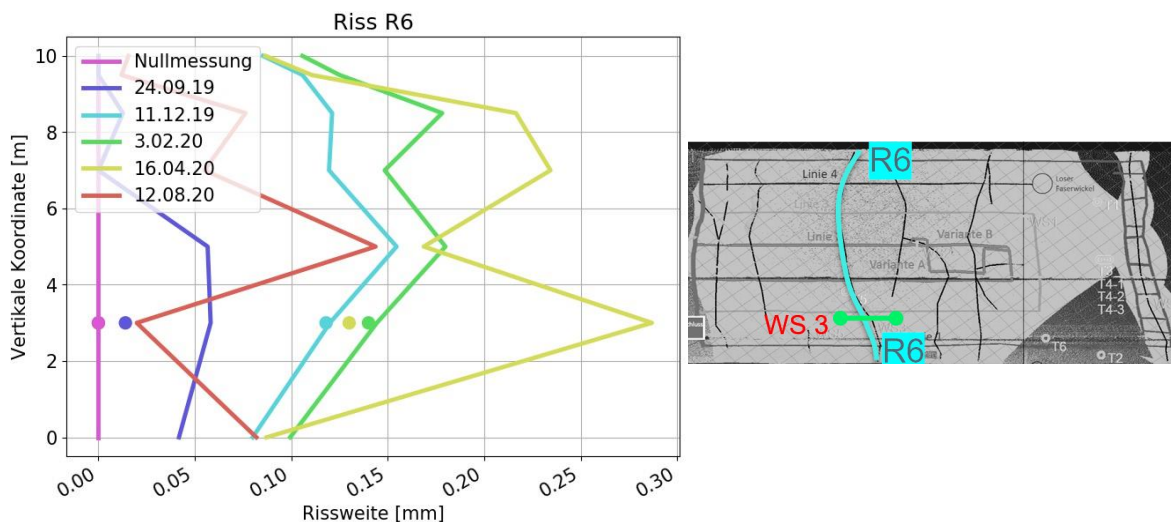 Riss R6
Vertikale Koordinate [m]
10
8
6
4
2
0
Nullmessung
24.09.19
11.12.19
3.02.20
16.04.20
12.08.20
0.00
0.05
0.10
0.15
0.20
0.25
0.30
Rissweite [mm]
R6
Linie 4
Loser
Faserwickel
Linie
Variante B
Variante A
T4-1
T4-2
T4-3
WS 3
R6
T6
T2